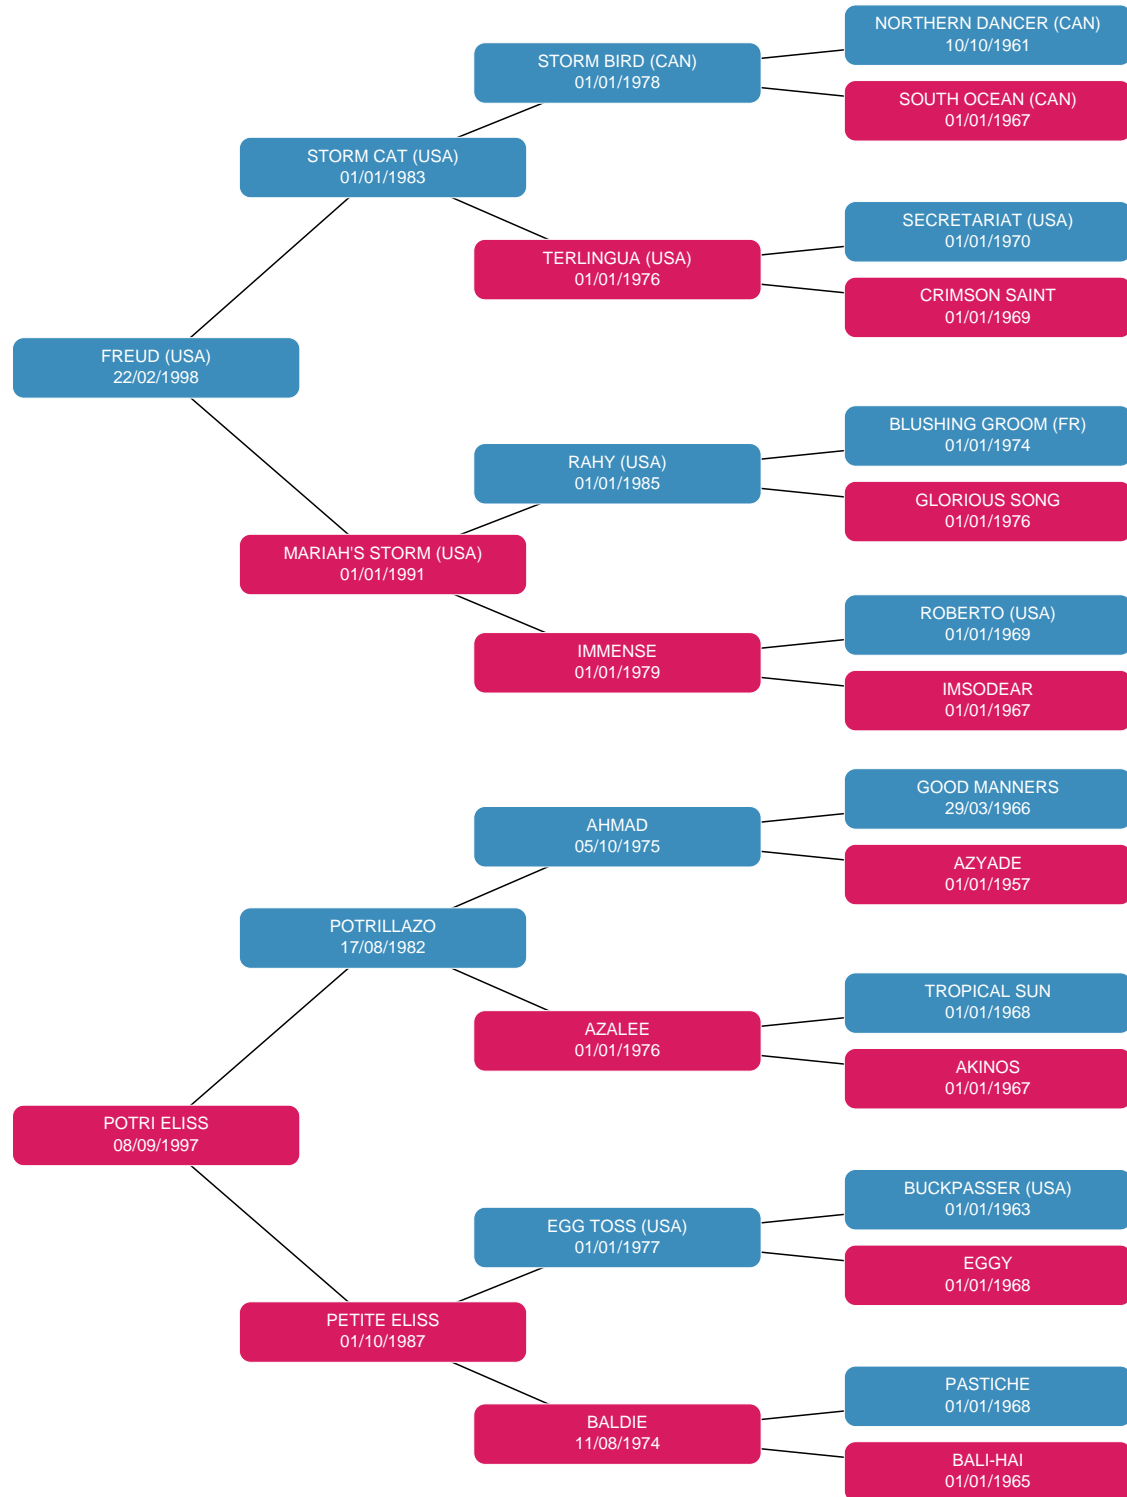 NORTHERN DANCER (CAN)
10/10/1961
STORM BIRD (CAN)
01/01/1978
SOUTH OCEAN (CAN)
01/01/1967
STORM CAT (USA)
01/01/1983
SECRETARIAT (USA)
01/01/1970
TERLINGUA (USA)
01/01/1976
CRIMSON SAINT
01/01/1969
FREUD (USA)
22/02/1998
BLUSHING GROOM (FR)
01/01/1974
RAHY (USA)
01/01/1985
GLORIOUS SONG
01/01/1976
MARIAH'S STORM (USA)
01/01/1991
ROBERTO (USA)
01/01/1969
IMMENSE
01/01/1979
IMSODEAR
01/01/1967
GOOD MANNERS
29/03/1966
AHMAD
05/10/1975
AZYADE
01/01/1957
POTRILLAZO
17/08/1982
TROPICAL SUN
01/01/1968
AZALEE
01/01/1976
AKINOS
01/01/1967
POTRI ELISS
08/09/1997
BUCKPASSER (USA)
01/01/1963
EGG TOSS (USA)
01/01/1977
EGGY
01/01/1968
PETITE ELISS
01/10/1987
PASTICHE
01/01/1968
BALDIE
11/08/1974
BALI-HAI
01/01/1965